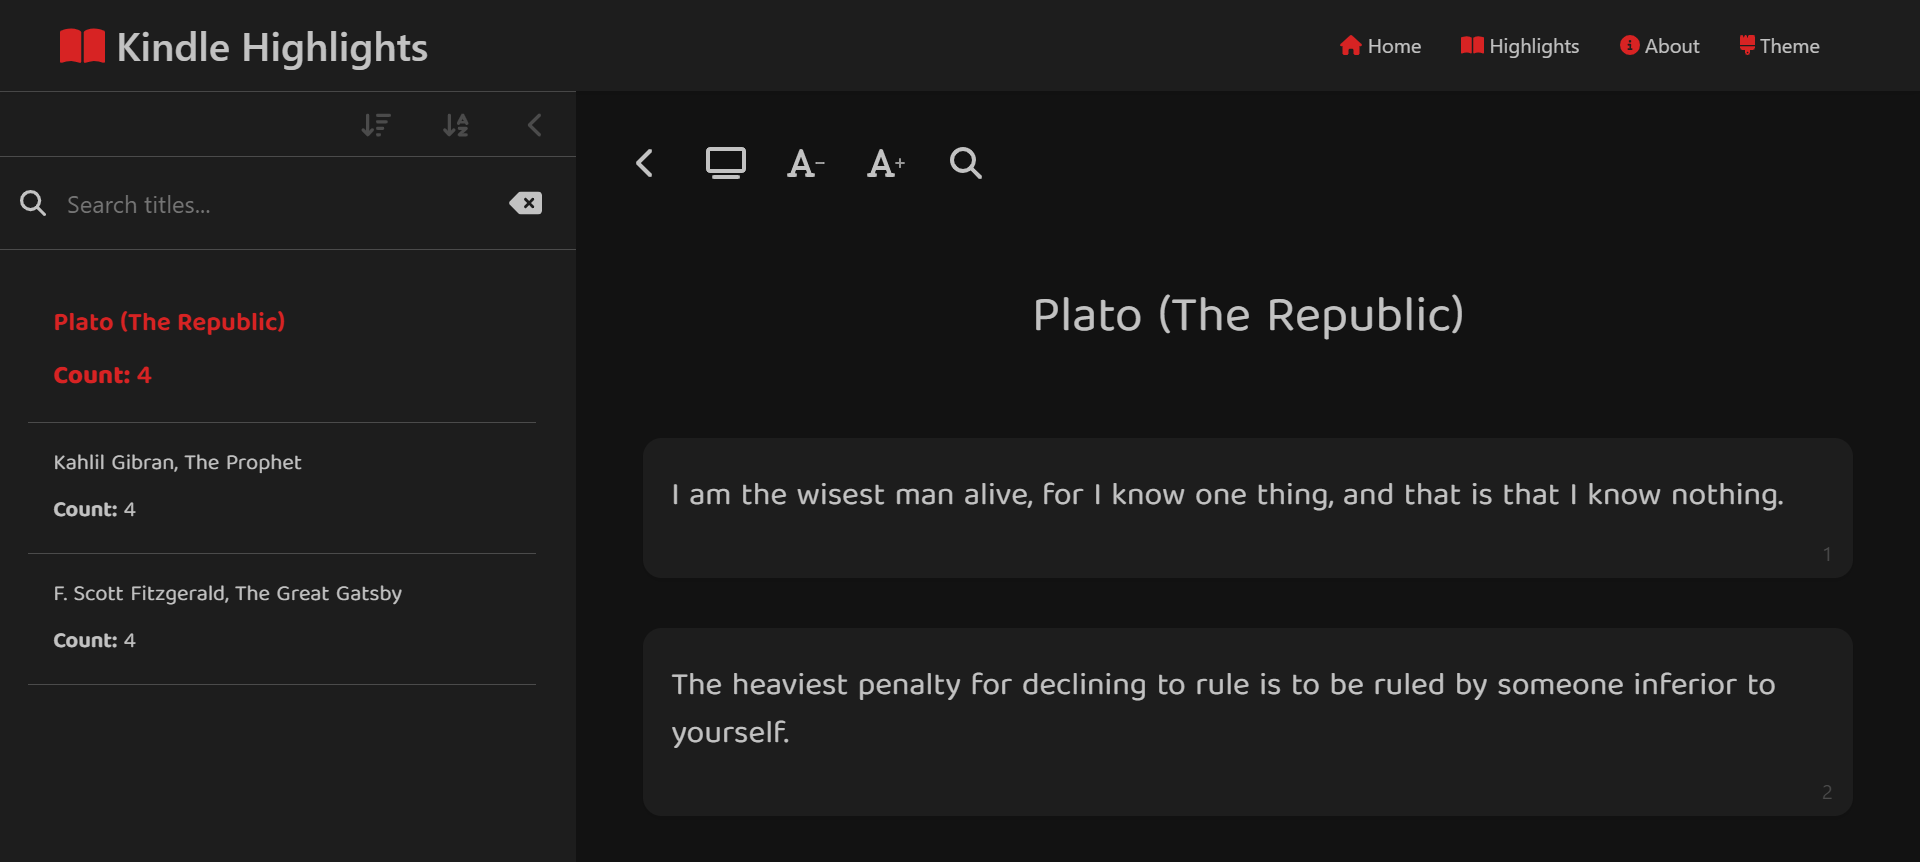 Kindle Highlights
Home
Highlights
About
Theme
Search titles...
Plato (The Republic)
Count: 4
Kahlil Gibran, The Prophet
Count: 4
F. Scott Fitzgerald, The Great Gatsby
Count: 4
A-
A+
Plato (The Republic)
I am the wisest man alive, for I know one thing, and that is that I know nothing.
1
The heaviest penalty for declining to rule is to be ruled by someone inferior to
yourself.
2